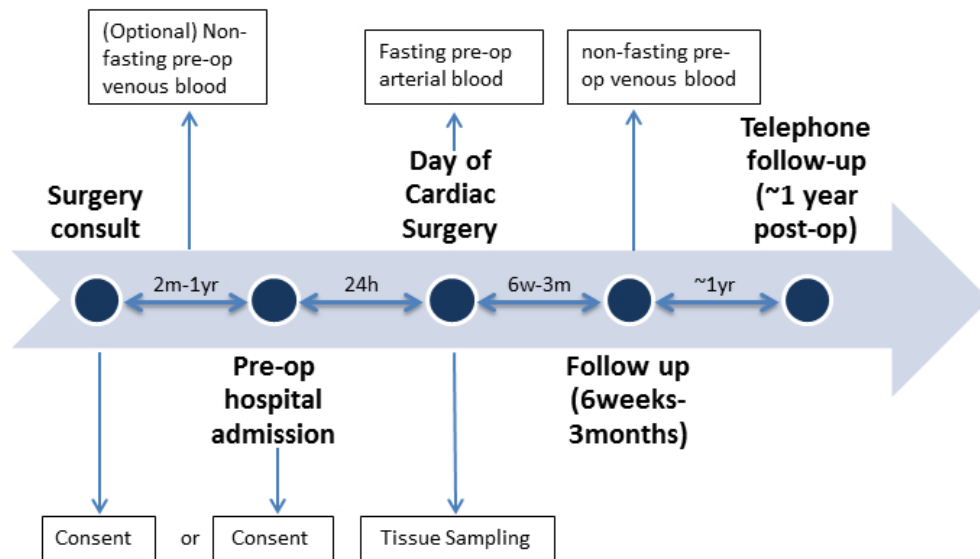 (Optional) Non-
fasting pre-op
venous blood
Fasting pre-op
arterial blood
non-fasting pre-
op venous blood
Surgery
consult
Day of
Cardiac
Surgery
Telephone
follow-up
(~1 year
post-op)
2m-1yr
24h
6w-3m
~1yr
Pre-op
hospital
admission
Follow up
(6weeks-
3months)
Consent
or
Consent
Tissue Sampling